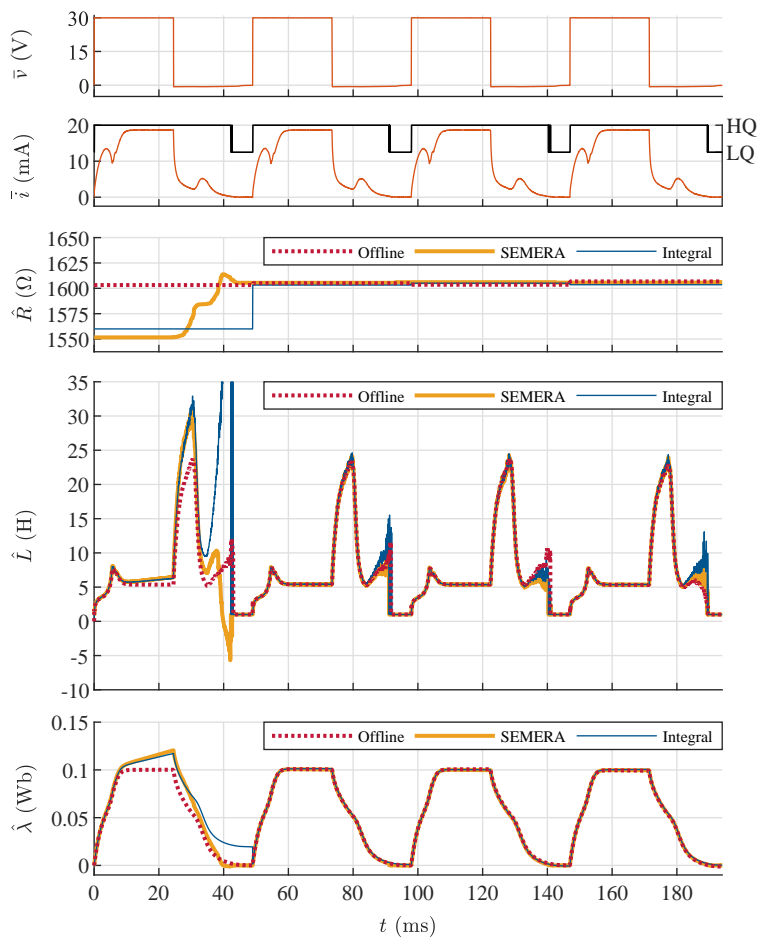 30
15
0
v̄ (V)
20
10
0
ī (mA)
HQ
LQ
1650
1625
1600
1575
1550
R̂ (Ω)
Offline SEMERA Integral
35
30
25
20
15
10
5
0
-5
-10
L̂ (H)
Offline SEMERA Integral
0.15
0.1
0.05
0
λ̂ (Wb)
Offline SEMERA Integral
0 20 40 60 80 100 120 140 160 180
t (ms)